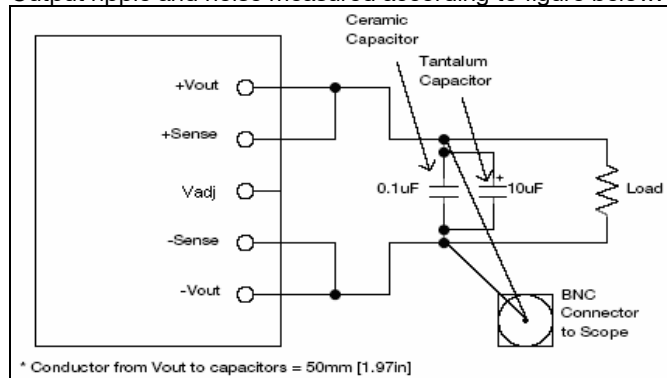 Output ripple and noise measured according to figure below.
Ceramic
Capacitor
Tantalum
Capacitor
+Vout
+Sense
Vadj
-Sense
-Vout
0.1uF
+
10uF
Load
BNC
Connector
to Scope
* Conductor from Vout to capacitors = 50mm [1.97in]